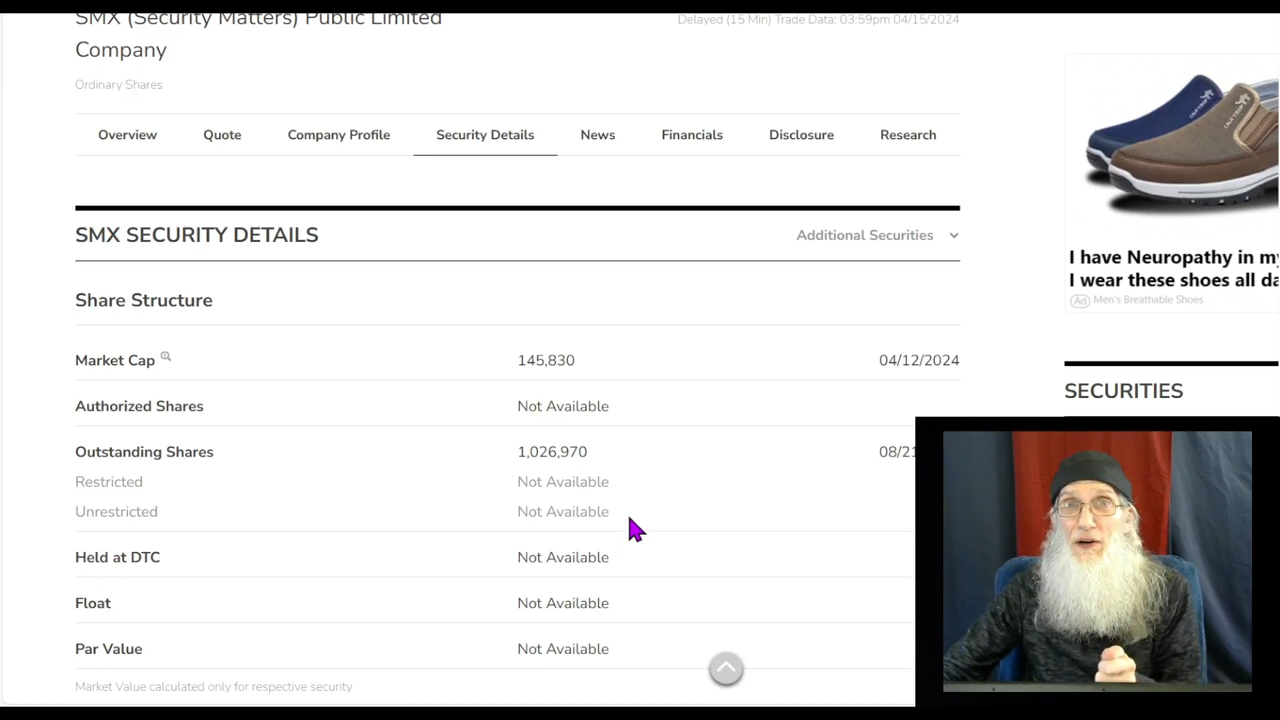 SMX (Security Matters) Public Limited
Company
Delayed (15 Min) Trade Data: 03:59pm 04/15/2024
Ordinary Shares
Overview Quote Company Profile Security Details News Financials Disclosure Research
SMX SECURITY DETAILS
Additional Securities
Share Structure
Market Cap 145,830 04/12/2024
Authorized Shares Not Available
Outstanding Shares 1,026,970 08/21
Restricted Not Available
Unrestricted Not Available
Held at DTC Not Available
Float Not Available
Par Value Not Available
Market Value calculated only for respective security
I have Neuropathy in
I wear these shoes all
Ad Men's Breathable Shoes
SECURITIES